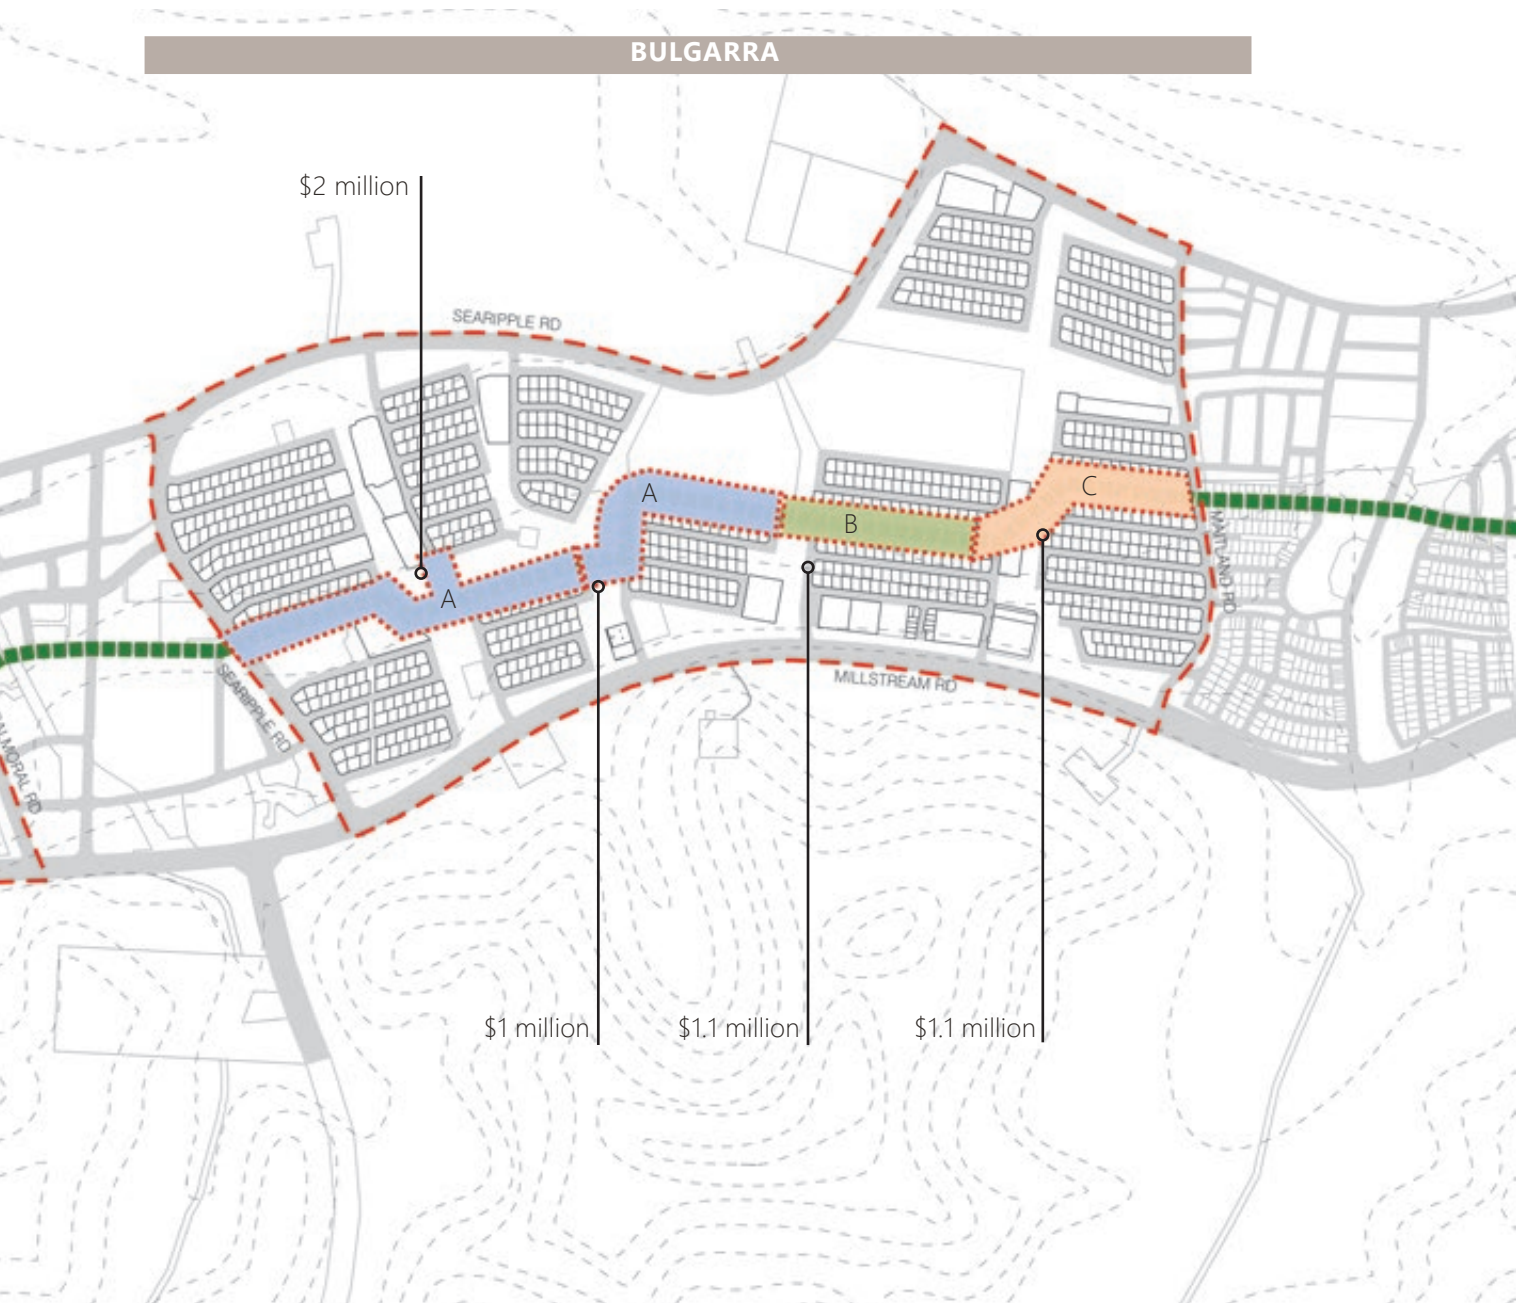 BULGARRA
$2 million
SEARIPPLE RD
A
C
B
A
MAITLAND RD
SEARIPPLE RD
MILLSTREAM RD
ALMORAL RD
$1 million
$1.1 million
$1.1 million